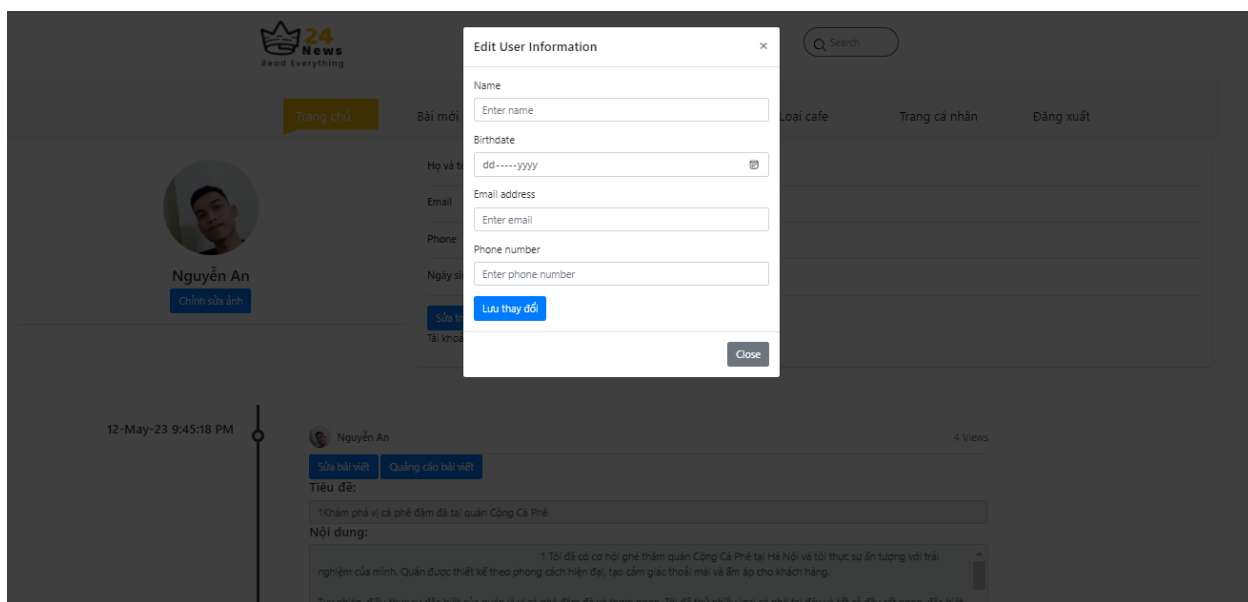 24
News
Read Everything
Search
Trang chủ
Bài mới
Loại cafe
Trang cá nhân
Đăng xuất
Edit User Information
×
Name
Enter name
Birthdate
dd-----yyyy
Email address
Enter email
Phone number
Enter phone number
Lưu thay đổi
Close
Nguyễn An
Chỉnh sửa ảnh
Họ và
Email
Phone
Ngày
Sửa
Tài
12-May-23 9:45:18 PM
Nguyễn An
4 Views
Sửa bài viết
Quảng cáo bài viết
Tiêu đề:
1Khám phá vị cà phê đậm đà tại quán Cộng Cà Phê
Nội dung:
1 Tôi đã có cơ hội ghé thăm quán Cộng Cà Phê tại Hà Nội và tôi thực sự ấn tượng với trải
nghiệm của mình. Quán được thiết kế theo phong cách hiện đại, tạo cảm giác thoải mái và ấm áp cho khách hàng.